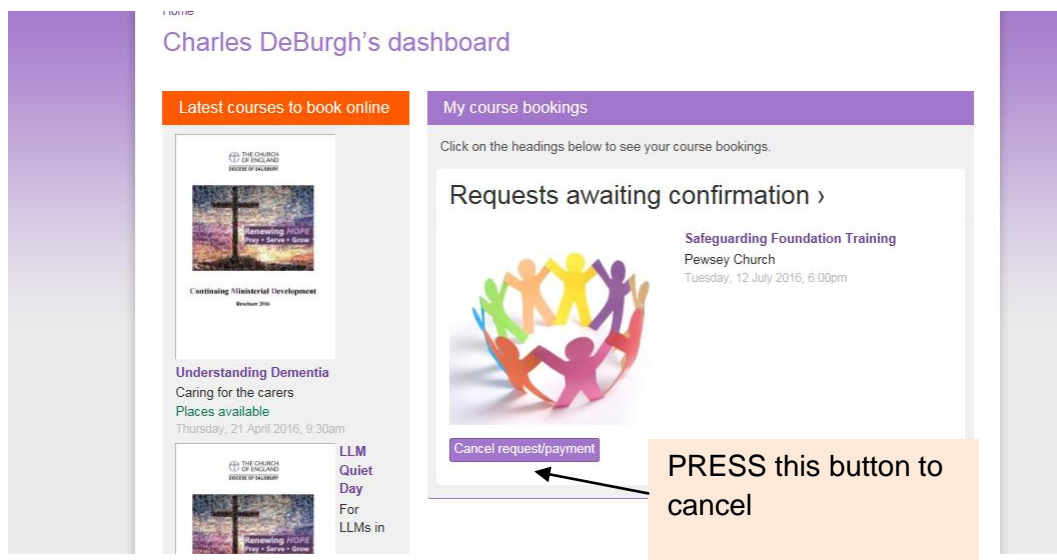 Home
Charles DeBurgh's dashboard
Latest courses to book online
THE CHURCH
OF ENGLAND
DIOCESE OF SALISBURY
Renewing HOPE
Pray • Serve • Grow
Continuing Ministerial Development
Brochure 2016
Understanding Dementia
Caring for the carers
Places available
Thursday, 21 April 2016, 9:30am
THE CHURCH
OF ENGLAND
DIOCESE OF SALISBURY
Renewing HOPE
Pray • Serve • Grow
LLM
Quiet
Day
For
LLMs in
My course bookings
Click on the headings below to see your course bookings.
Requests awaiting confirmation ›
Safeguarding Foundation Training
Pewsey Church
Tuesday, 12 July 2016, 6:00pm
Cancel request/payment
PRESS this button to
cancel